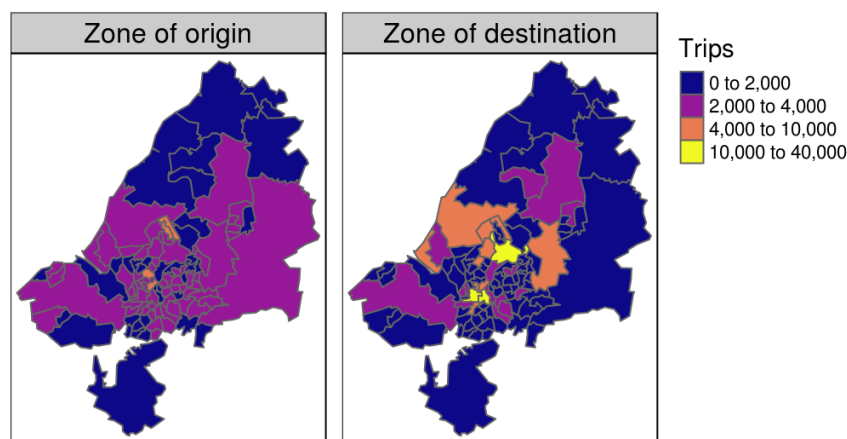 Zone of origin
Zone of destination
Trips
0 to 2,000
2,000 to 4,000
4,000 to 10,000
10,000 to 40,000